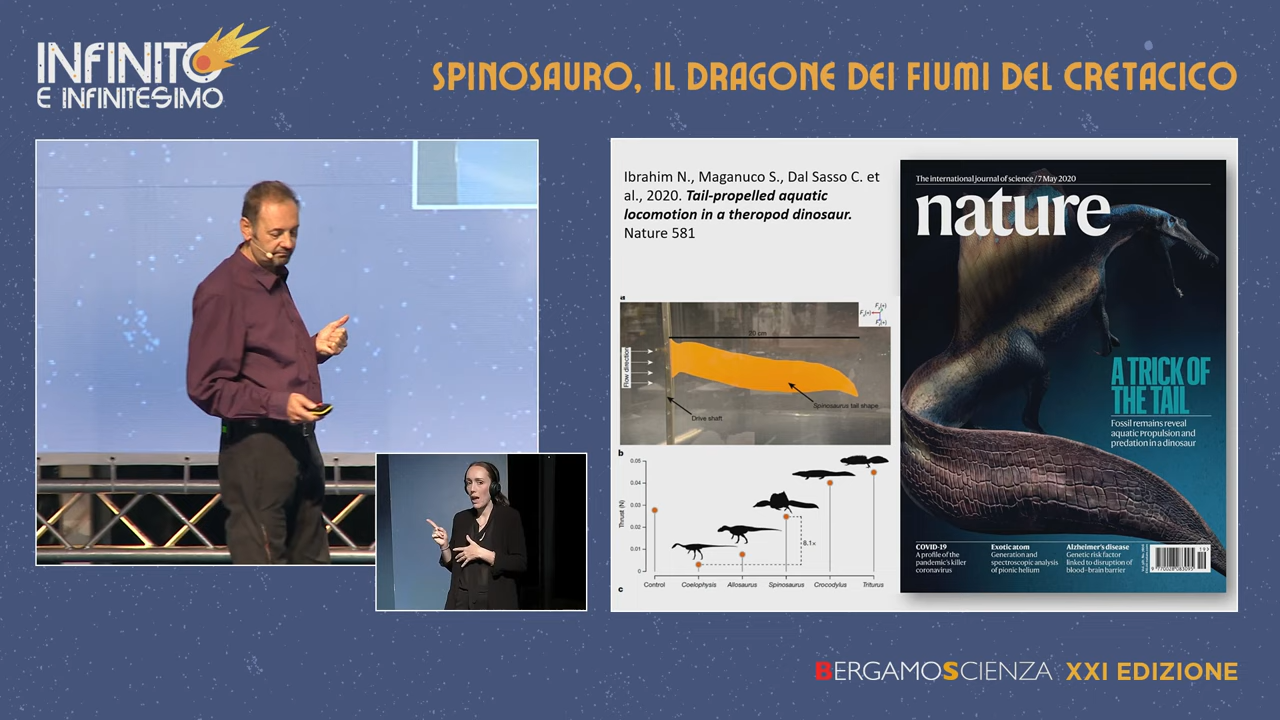 INFINITO
E INFINITESIMO
SPINOSAURO, IL DRAGONE DEI FIUMI DEL CRETACICO
Ibrahim N., Maganuco S., Dal Sasso C. et
al., 2020. Tail-propelled aquatic
locomotion in a theropod dinosaur.
Nature 581
a
20 cm
Flow direction
Drive shaft
Spinosaurus tail shape
b
Thrust (N)
0.05
0.04
0.03
0.02
0.01
0
8.1×
Control
Coelophysis
Allosaurus
Spinosaurus
Crocodylus
Triturus
c
The international journal of science / 7 May 2020
nature
A TRICK OF
THE TAIL
Fossil remains reveal
aquatic propulsion and
predation in a dinosaur
COVID-19
A profile of the
pandemic's killer
coronavirus
Exotic atom
Generation and
spectroscopic analysis
of pionic helium
Alzheimer's disease
Genetic risk factor
linked to disruption of
blood–brain barrier
BERGAMOSCIENZA XXI EDIZIONE